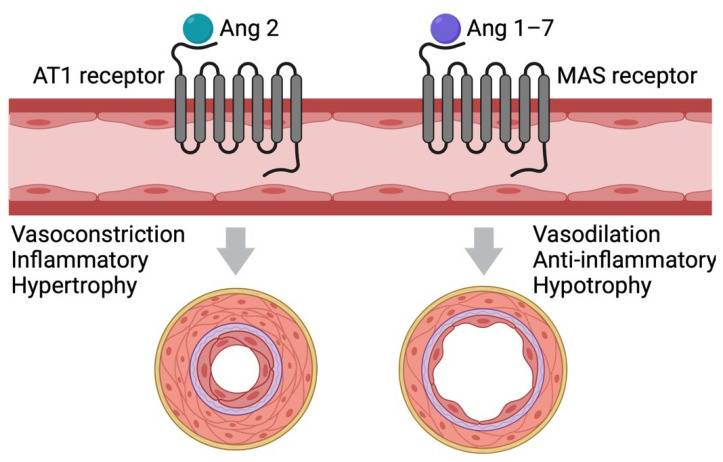 Ang 2
Ang 1–7
AT1 receptor
MAS receptor
Vasoconstriction
Inflammatory
Hypertrophy
Vasodilation
Anti-inflammatory
Hypotrophy